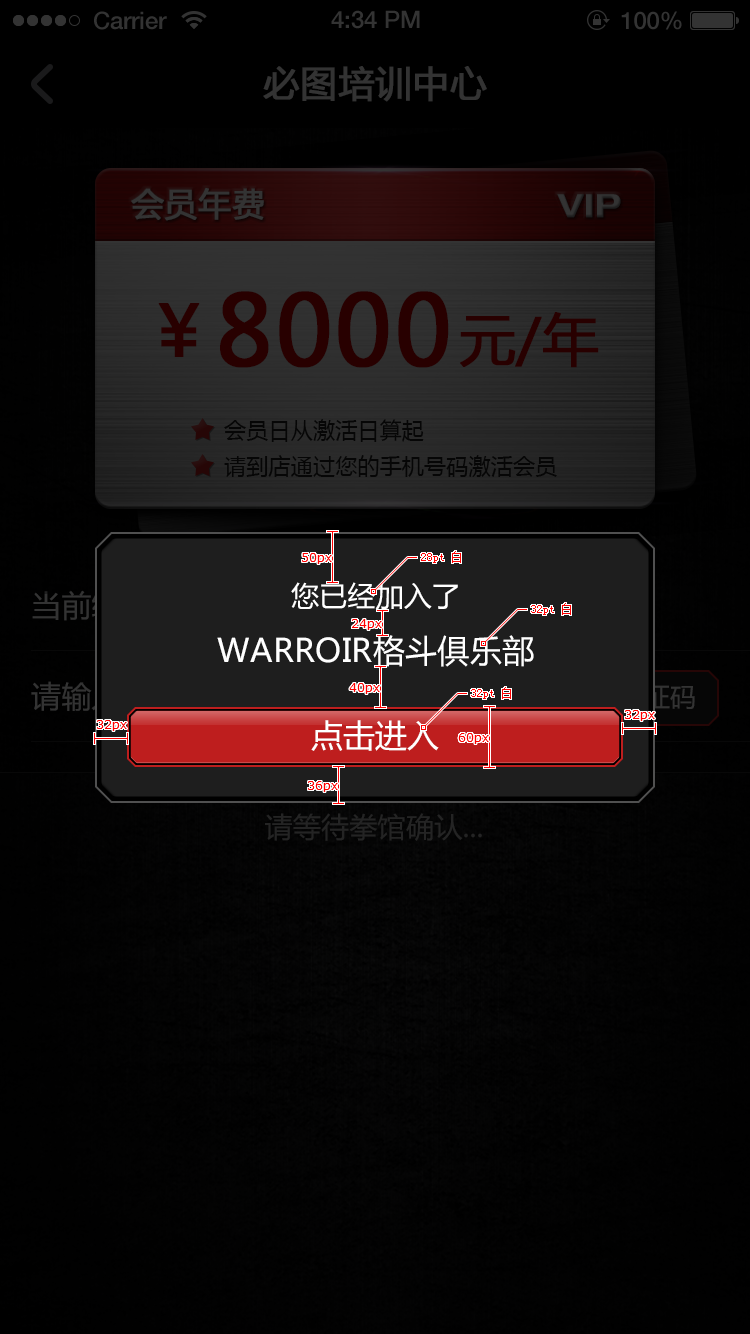 Carrier 4:34 PM 100%
必图培训中心
会员年费 VIP
¥8000元/年
会员日从激活日算起
请到店通过您的手机号码激活会员
50px 28pt 白
您已经加入了
24px 32pt 白
WARROIR格斗俱乐部
当前
40px 32pt 白
请输 证码
32px 点击进入 60px 32px
36px
请等待拳馆确认...